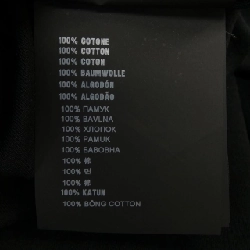 100% COTONE
100% COTTON
100% COTON
100% BAUMWOLLE
100% ALGODÓN
100% ALGODÃO
100% ПАМУК
100% BAVLNA
100% ХЛОПОК
100% PAMUK
100% БАВОВНА
100% 棉
100% 면
100% 綿
100% KATUN
100% BÔNG COTTON